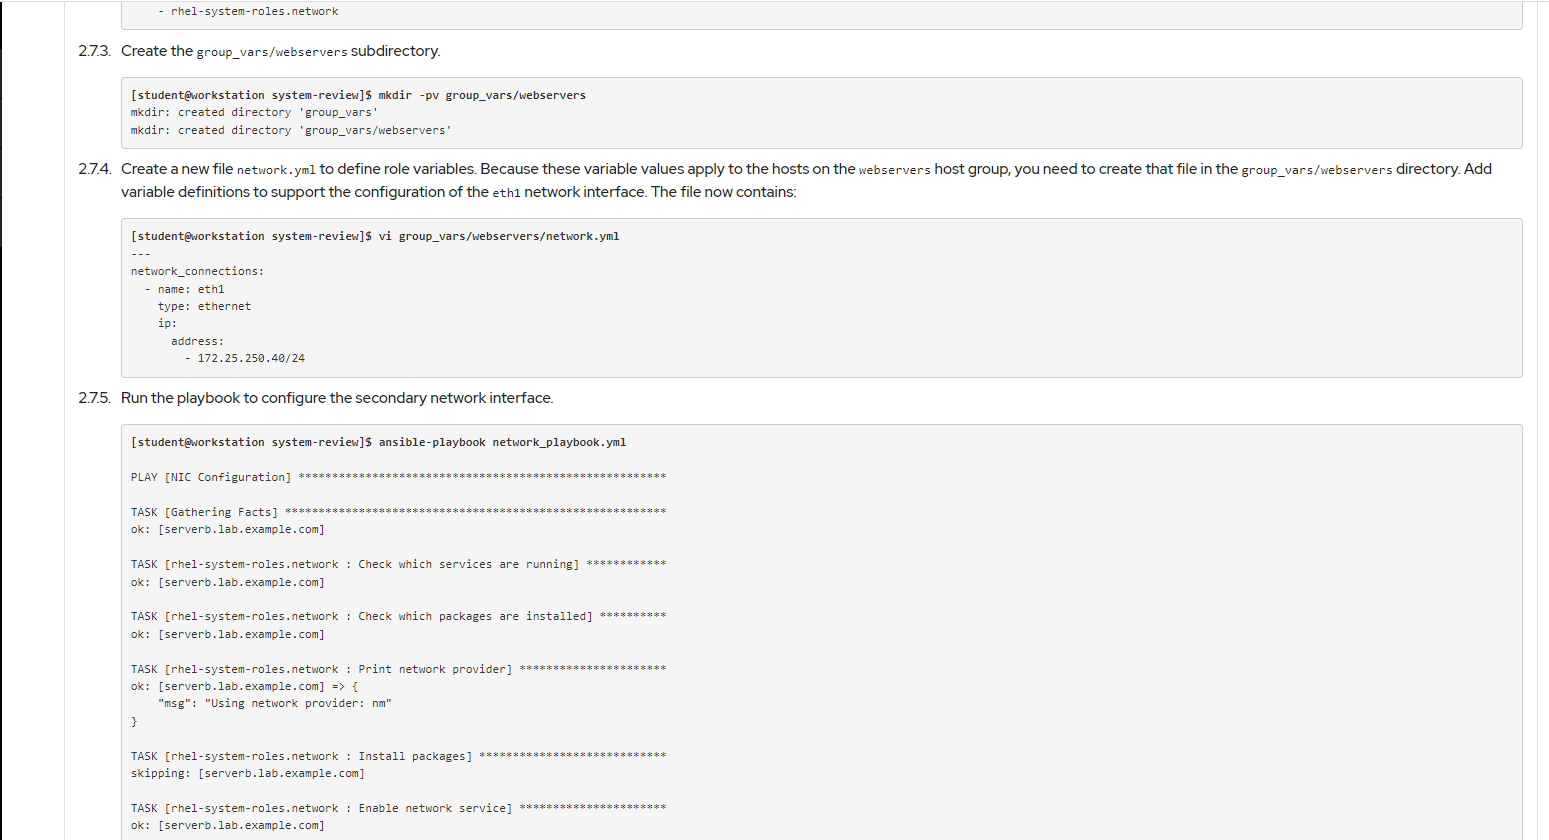 - rhel-system-roles.network
2.7.3. Create the group_vars/webservers subdirectory.
[student@workstation system-review]$ mkdir -pv group_vars/webservers
mkdir: created directory 'group_vars'
mkdir: created directory 'group_vars/webservers'
2.7.4. Create a new file network.yml to define role variables. Because these variable values apply to the hosts on the webservers host group, you need to create that file in the group_vars/webservers directory. Add
variable definitions to support the configuration of the eth1 network interface. The file now contains:
[student@workstation system-review]$ vi group_vars/webservers/network.yml
---
network_connections:
  - name: eth1
    type: ethernet
    ip:
      address:
        - 172.25.250.40/24
2.7.5. Run the playbook to configure the secondary network interface.
[student@workstation system-review]$ ansible-playbook network_playbook.yml
PLAY [NIC Configuration] *******************************************************
TASK [Gathering Facts] *********************************************************
ok: [serverb.lab.example.com]
TASK [rhel-system-roles.network : Check which services are running] ************
ok: [serverb.lab.example.com]
TASK [rhel-system-roles.network : Check which packages are installed] **********
ok: [serverb.lab.example.com]
TASK [rhel-system-roles.network : Print network provider] **********************
ok: [serverb.lab.example.com] => {
    "msg": "Using network provider: nm"
}
TASK [rhel-system-roles.network : Install packages] ****************************
skipping: [serverb.lab.example.com]
TASK [rhel-system-roles.network : Enable network service] **********************
ok: [serverb.lab.example.com]